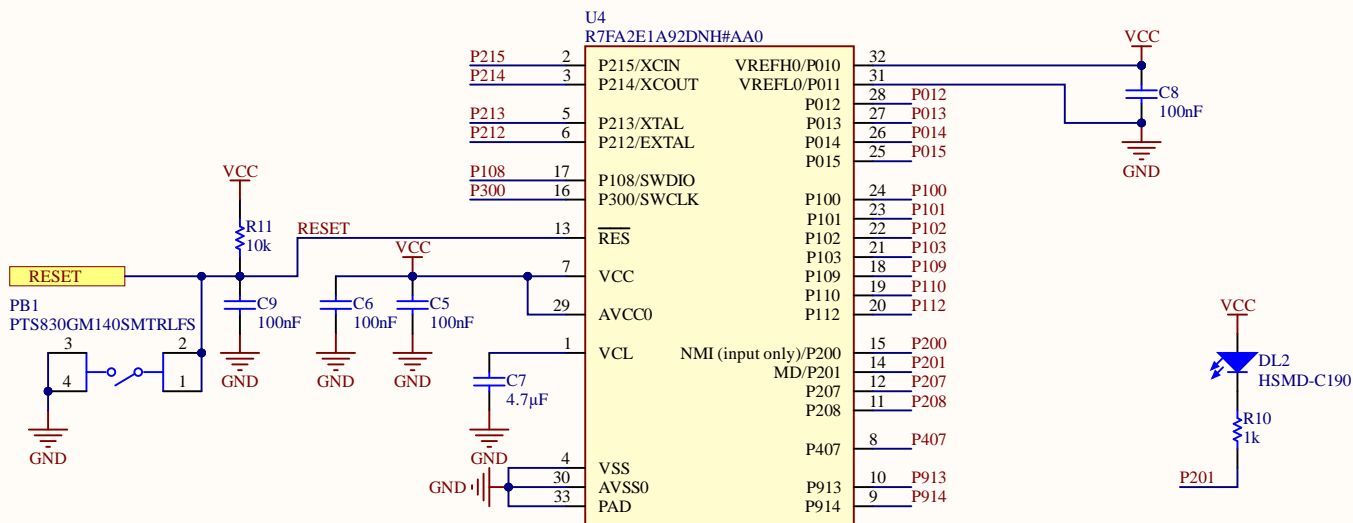 U4
R7FA2E1A92DNH#AA0
P215 2 P215/XCIN VREFH0/P010 32 VCC
P214 3 P214/XCOUT VREFL0/P011 31
P012 28 P012 C8
P213 5 P213/XTAL P013 27 P013 100nF
P212 6 P212/EXTAL P014 26 P014
P015 25 P015
GND
VCC P108 17 P108/SWDIO
P300 16 P300/SWCLK P100 24 P100
P101 23 P101
R11 RESET 13 RES P102 22 P102
10k VCC P103 21 P103
RESET 7 VCC P109 18 P109
PB1 C9 C6 C5 P110 19 P110
PTS830GM140SMTRLFS 100nF 100nF 100nF 29 AVCC0 P112 20 P112 VCC
3 2 1 VCL NMI (input only)/P200 15 P200
GND GND GND MD/P201 14 P201 DL2
4 1 C7 P207 12 P207 HSMD-C190
4.7µF P208 11 P208
R10
GND GND P407 8 P407 1k
4 VSS
GND 30 AVSS0 P913 10 P913 P201
33 PAD P914 9 P914